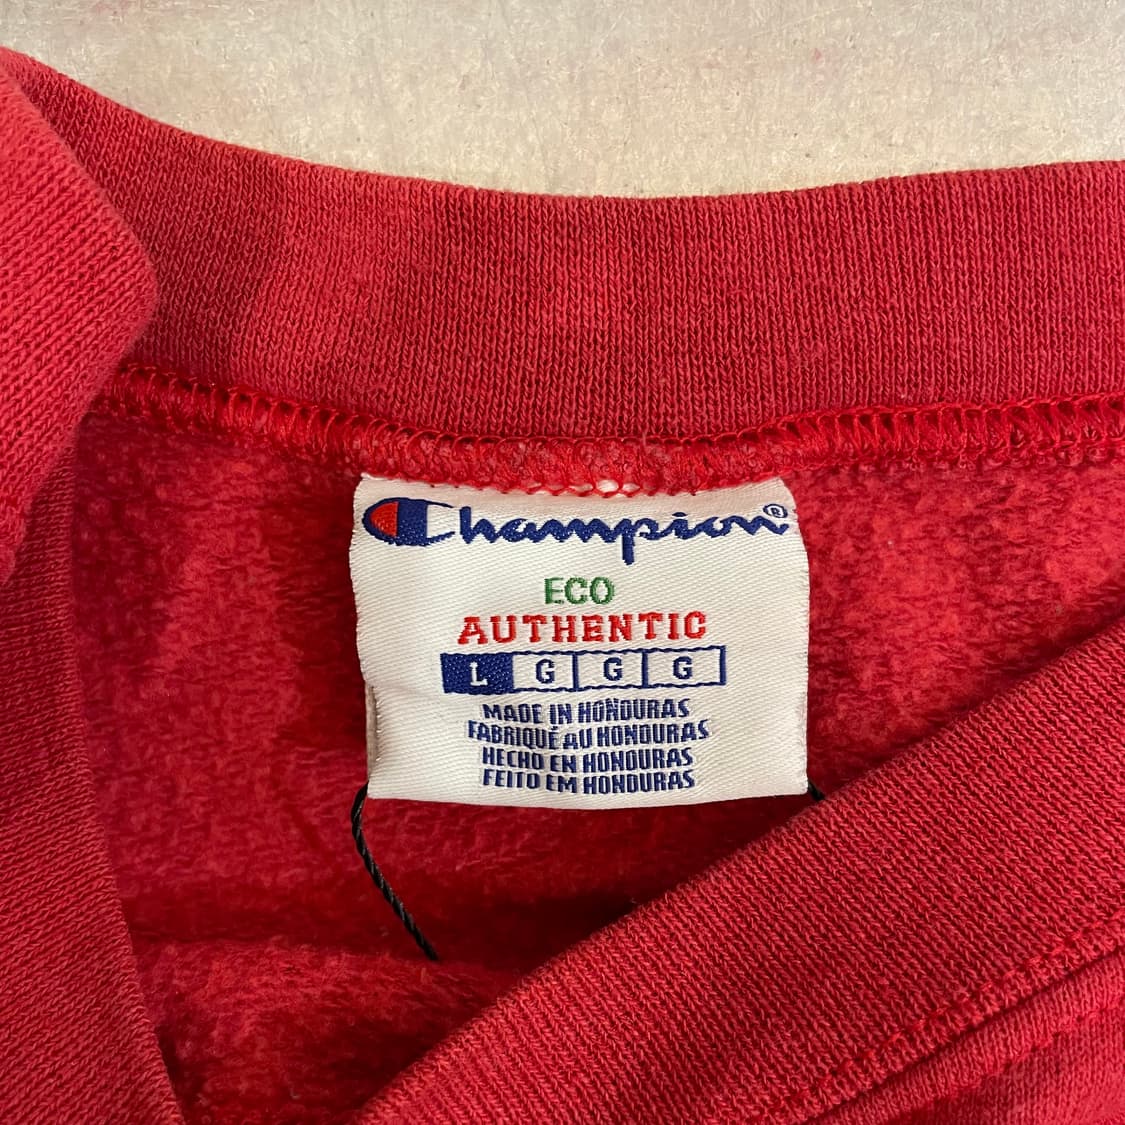 Champion®
ECO
AUTHENTIC
L G G G
MADE IN HONDURAS
FABRIQUÉ AU HONDURAS
HECHO EN HONDURAS
FEITO EM HONDURAS